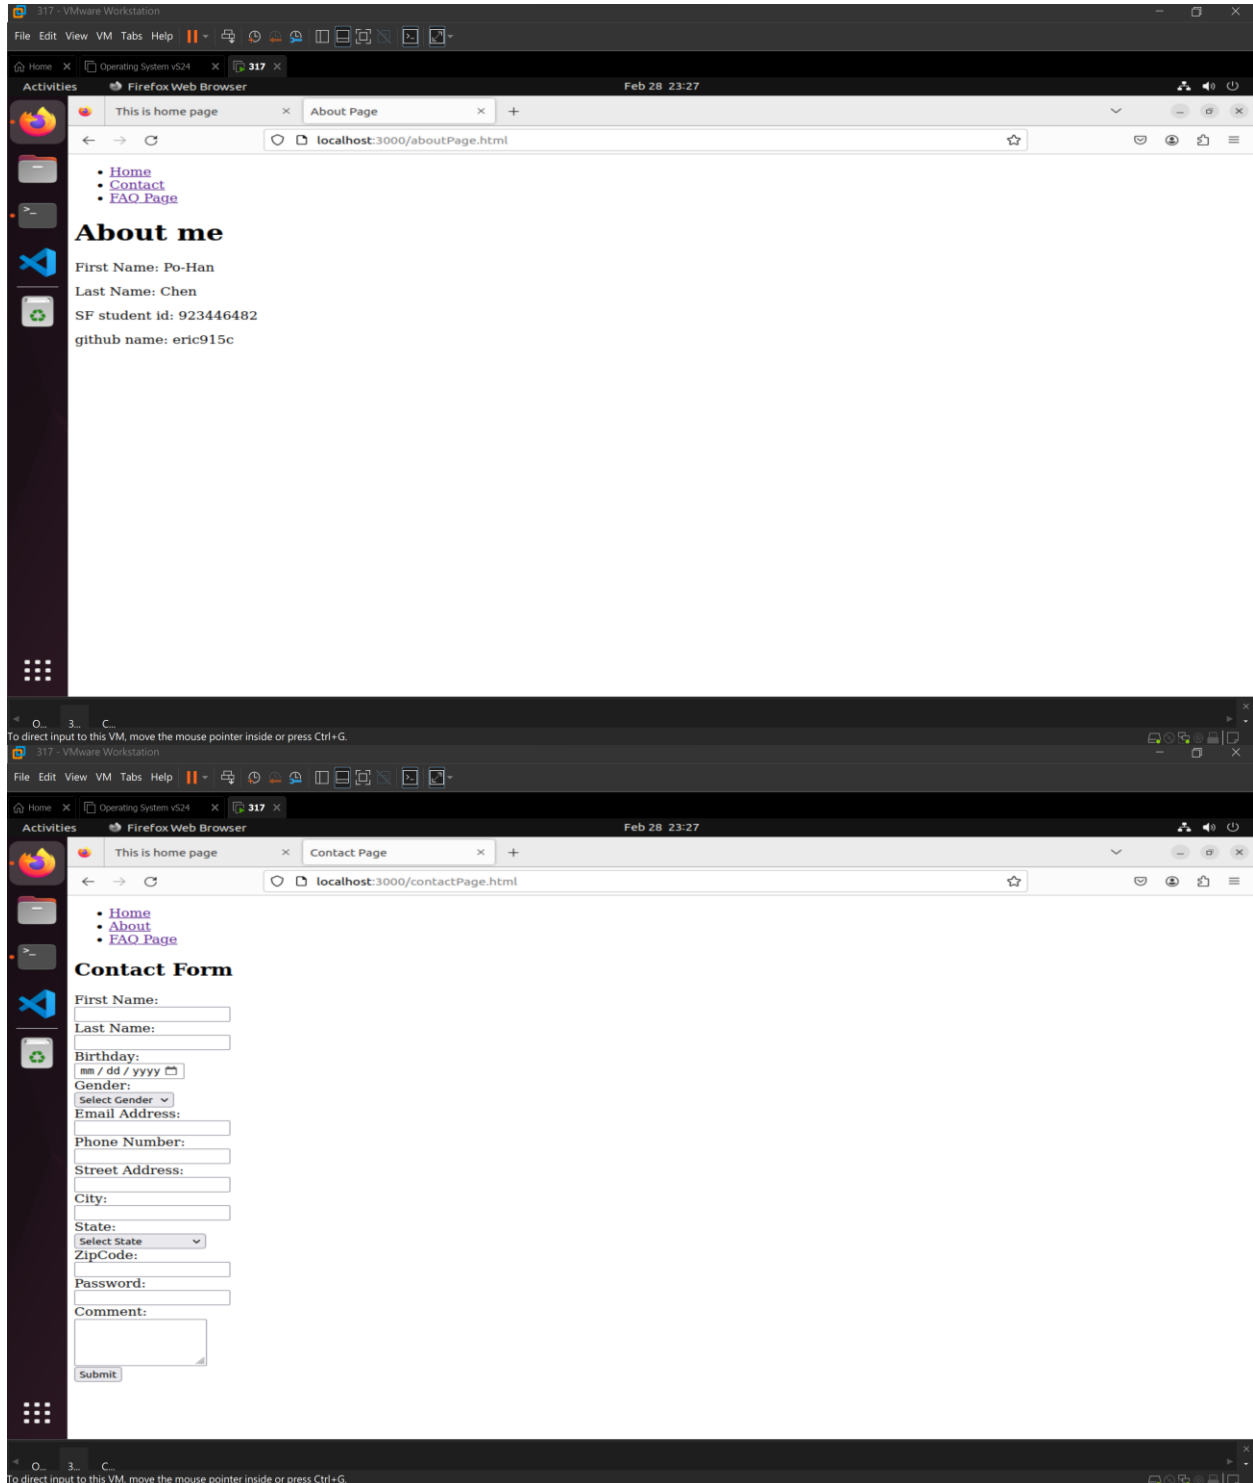 317 - VMware Workstation
File Edit View VM Tabs Help
Home Operating System vS24 317
Activities Firefox Web Browser Feb 28 23:27
This is home page About Page
localhost:3000/aboutPage.html
Home
Contact
FAQ Page
About me
First Name: Po-Han
Last Name: Chen
SF student id: 923446482
github name: eric915c
O... 3... C...
To direct input to this VM, move the mouse pointer inside or press Ctrl+G.
317 - VMware Workstation
File Edit View VM Tabs Help
Home Operating System vS24 317
Activities Firefox Web Browser Feb 28 23:27
This is home page Contact Page
localhost:3000/contactPage.html
Home
About
FAQ Page
Contact Form
First Name:
Last Name:
Birthday:
mm / dd / yyyy
Gender:
Select Gender
Email Address:
Phone Number:
Street Address:
City:
State:
Select State
ZipCode:
Password:
Comment:
Submit
O... 3... C...
To direct input to this VM, move the mouse pointer inside or press Ctrl+G.